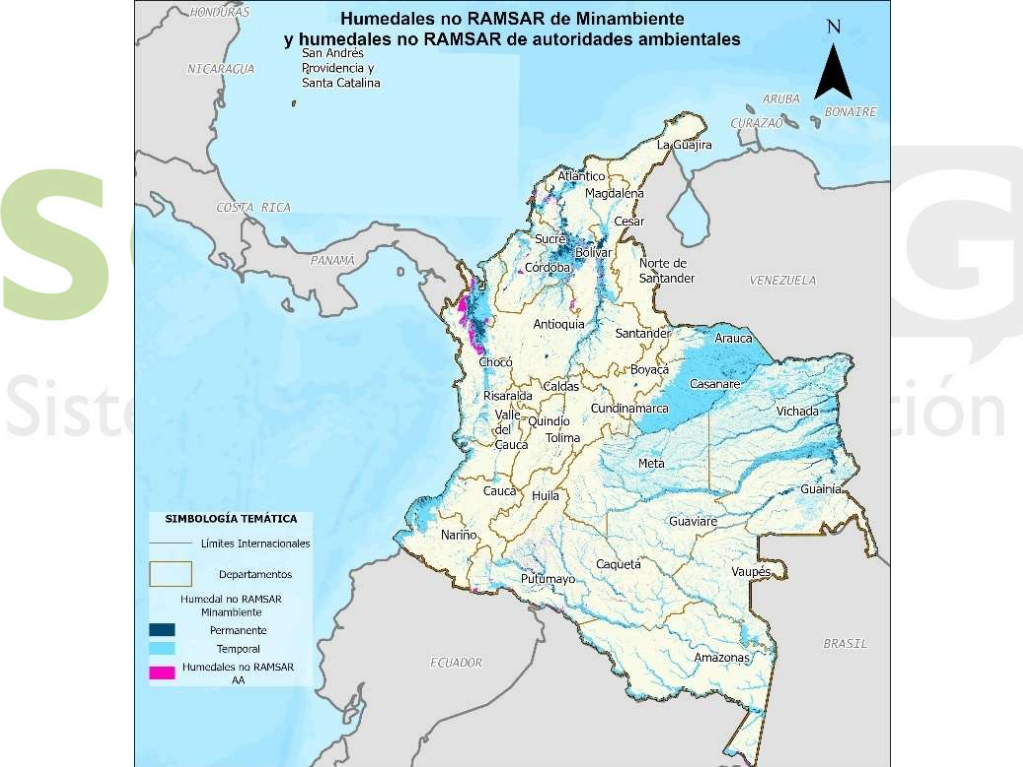 Humedales no RAMSAR de Minambiente
y humedales no RAMSAR de autoridades ambientales
HONDURAS
San Andrés
Providencia y
Santa Catalina
N
NICARAGUA
ARUBA
CURAZAO
BONAIRE
La Guajira
Atlántico
Magdalena
COSTA RICA
Cesar
Sucre
Bolívar
PANAMÁ
Córdoba
Norte de
Santander
VENEZUELA
Antioquia
Santander
Arauca
Chocó
Boyacá
Casanare
Caldas
Risaralda
Cundinamarca
Vichada
Valle
del
Cauca
Quindío
Tolima
Meta
Cauca
Huila
Guainía
Nariño
Guaviare
Caquetá
Vaupés
Putumayo
BRASIL
Amazonas
ECUADOR
SIMBOLOGÍA TEMÁTICA
Límites Internacionales
Departamentos
Humedal no RAMSAR
Minambiente
Permanente
Temporal
Humedales no RAMSAR
AA
S G
Sist ción